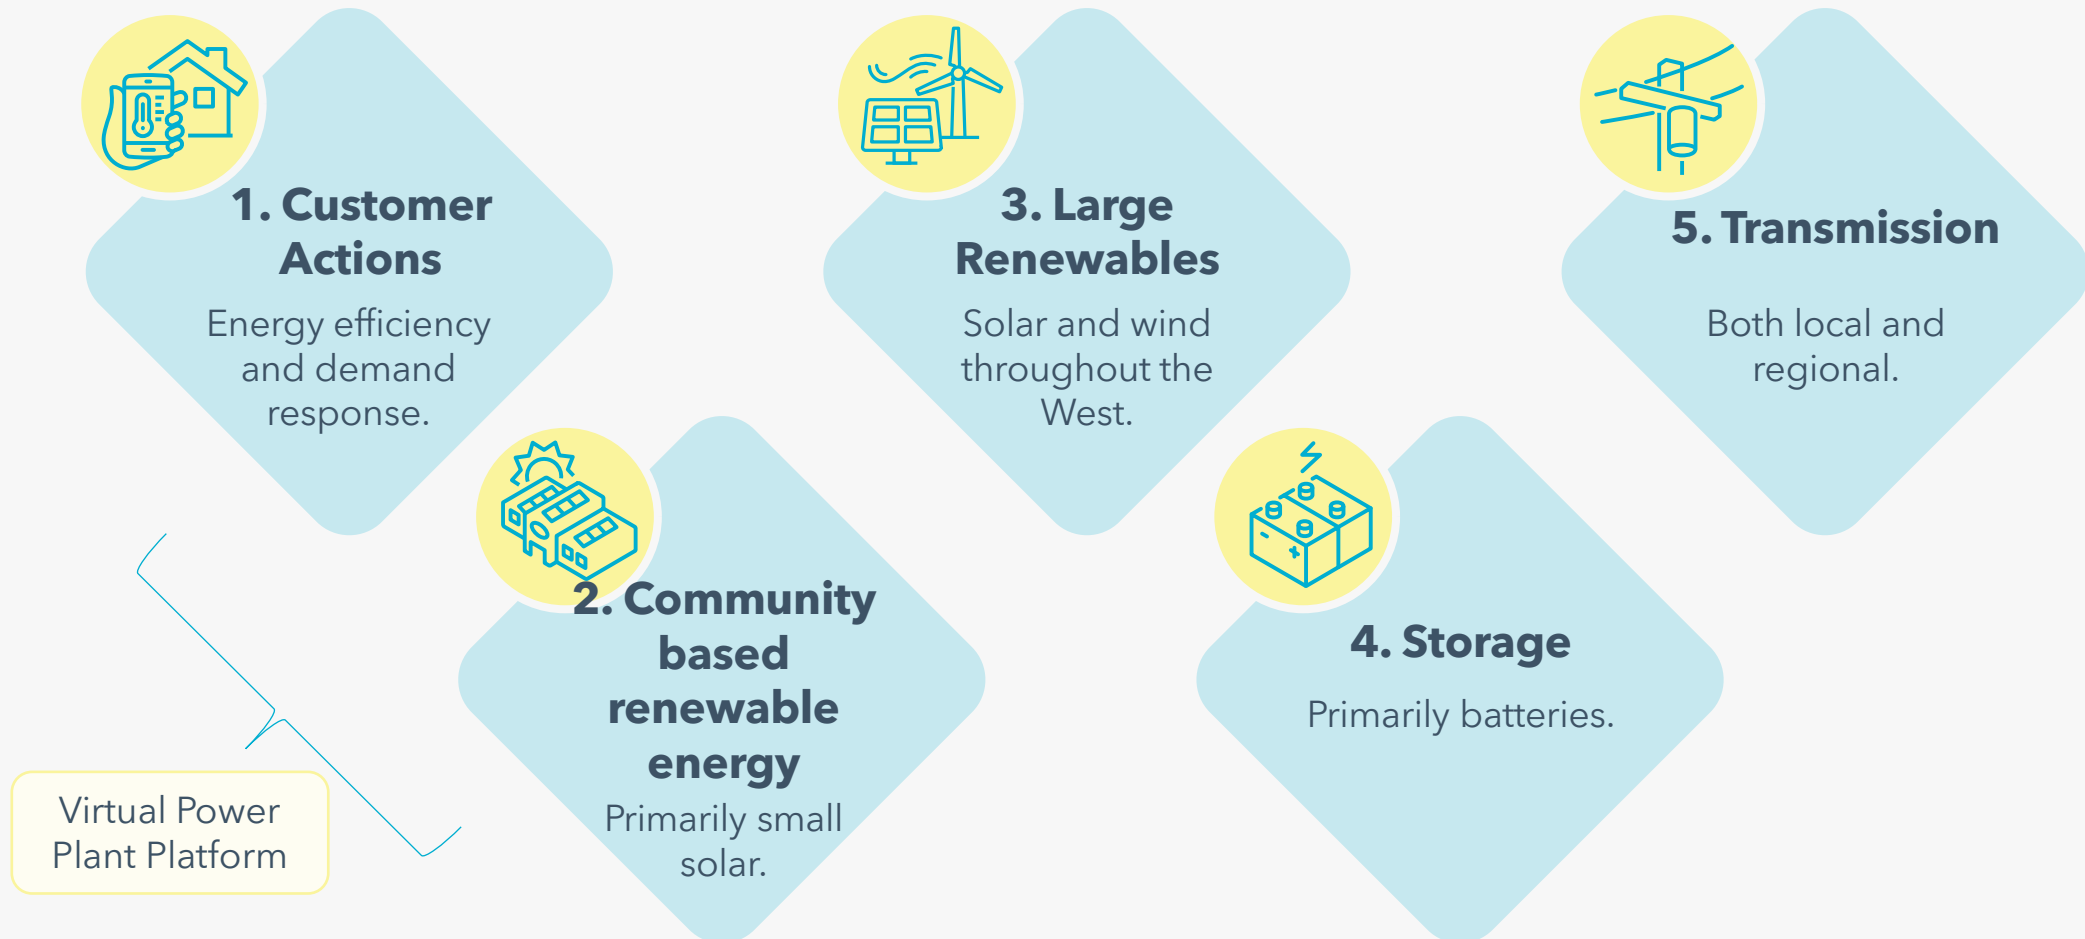 1. Customer
Actions
Energy efficiency
and demand
response.
2. Community
based
renewable
energy
Primarily small
solar.
3. Large
Renewables
Solar and wind
throughout the
West.
4. Storage
Primarily batteries.
5. Transmission
Both local and
regional.
Virtual Power
Plant Platform